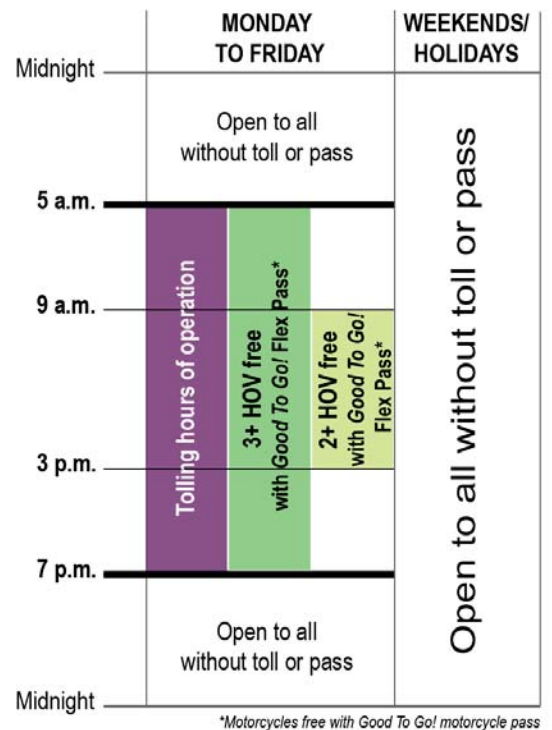 MONDAY
TO FRIDAY
WEEKENDS/
HOLIDAYS
Midnight
Open to all
without toll or pass
5 a.m.
9 a.m.
3 p.m.
7 p.m.
Tolling hours of operation
3+ HOV free
with Good To Go! Flex Pass*
2+ HOV free
with Good To Go!
Flex Pass*
Open to all without toll or pass
Open to all
without toll or pass
Midnight
*Motorcycles free with Good To Go! motorcycle pass